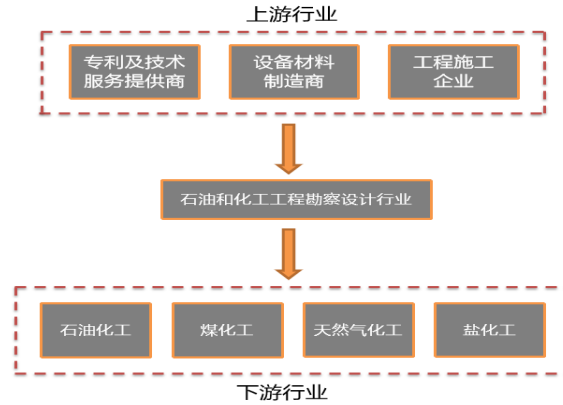 上游行业
专利及技术
服务提供商
设备材料
制造商
工程施工
企业
石油和化工工程勘察设计行业
石油化工
煤化工
天然气化工
盐化工
下游行业